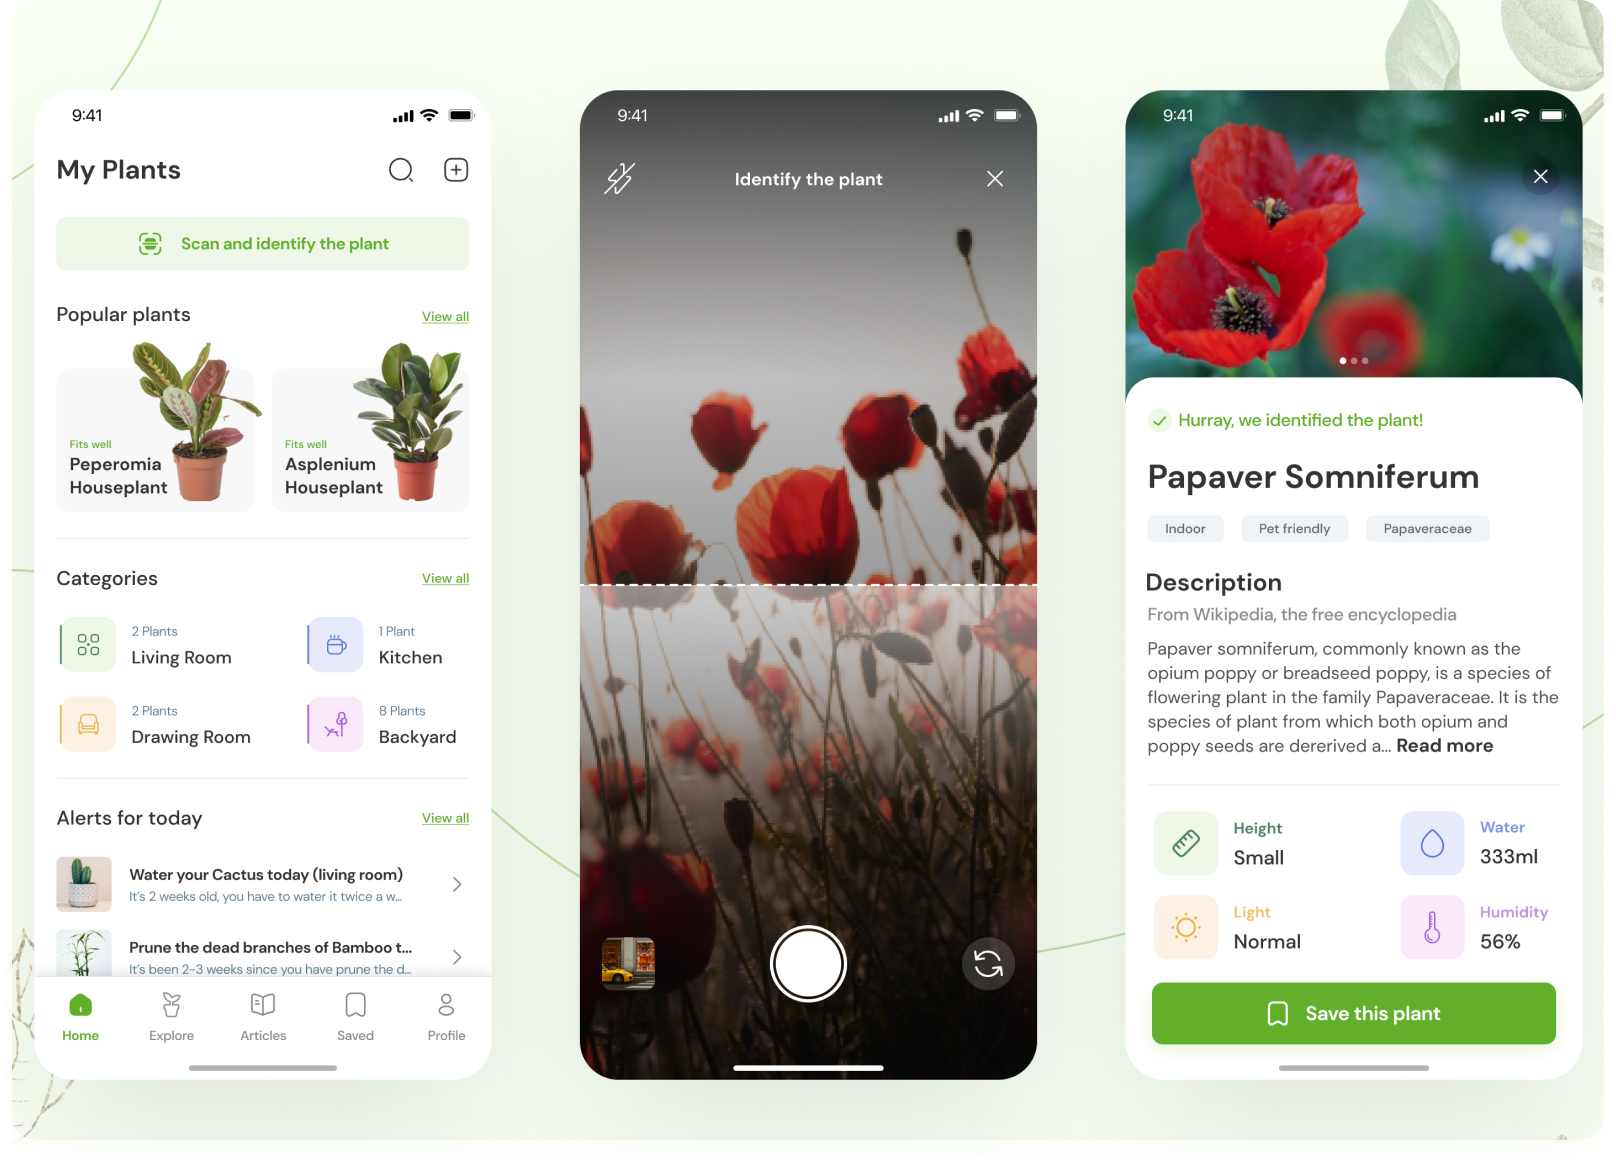 9:41
My Plants
Scan and identify the plant
Popular plants
View all
Fits well
Peperomia
Houseplant
Fits well
Asplenium
Houseplant
Categories
View all
2 Plants
Living Room
1 Plant
Kitchen
2 Plants
Drawing Room
8 Plants
Backyard
Alerts for today
View all
Water your Cactus today (living room)
It's 2 weeks old, you have to water it twice a w...
Prune the dead branches of Bamboo t...
It's been 2-3 weeks since you have prune the d...
Home
Explore
Articles
Saved
Profile
9:41
Identify the plant
9:41
Hurray, we identified the plant!
Papaver Somniferum
Indoor
Pet friendly
Papaveraceae
Description
From Wikipedia, the free encyclopedia
Papaver somniferum, commonly known as the
opium poppy or breadseed poppy, is a species of
flowering plant in the family Papaveraceae. It is the
species of plant from which both opium and
poppy seeds are dererived a... Read more
Height
Small
Water
333ml
Light
Normal
Humidity
56%
Save this plant